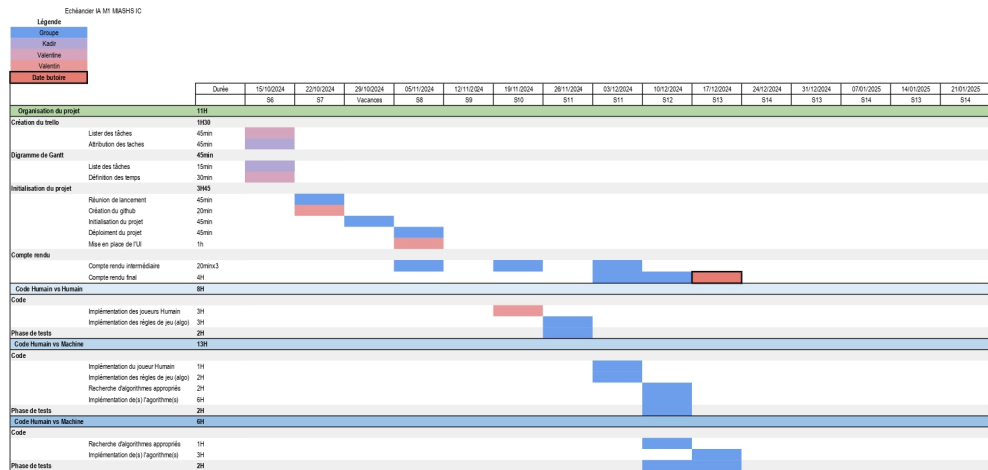 Echéancier IA M1 MIASHS IC
Légende
Groupe
Kadir
Valentine
Valentin
Date butoire
Durée 15/10/2024 22/10/2024 29/10/2024 05/11/2024 12/11/2024 19/11/2024 26/11/2024 03/12/2024 10/12/2024 17/12/2024 24/12/2024 31/12/2024 07/01/2025 14/01/2025 21/01/2025
S6 S7 Vacances S8 S9 S10 S11 S11 S12 S13 S14 S13 S14 S13 S14
Organisation du projet 11H
Création du trello 1H30
Lister des tâches 45min
Attribution des taches 45min
Digramme de Gantt 45min
Liste des tâches 15min
Définition des temps 30min
Initialisation du projet 3H45
Réunion de lancement 45min
Création du github 20min
Initialisation du projet 45min
Déploiment du projet 45min
Mise en place de l'UI 1h
Compte rendu
Compte rendu intermédiaire 20minx3
Compte rendu final 4H
Code Humain vs Humain 8H
Code
Implémentation des joueurs Humain 3H
Implémentation des règles de jeu (algo) 3H
Phase de tests 2H
Code Humain vs Machine 13H
Code
Implémentation du joueur Humain 1H
Implémentation des règles de jeu (algo) 2H
Recherche d'algorithmes appropriés 2H
Implémentation de(s) l'agorithme(s) 6H
Phase de tests 2H
Code Humain vs Machine 6H
Code
Recherche d'algorithmes appropriés 1H
Implémentation de(s) l'agorithme(s) 3H
Phase de tests 2H